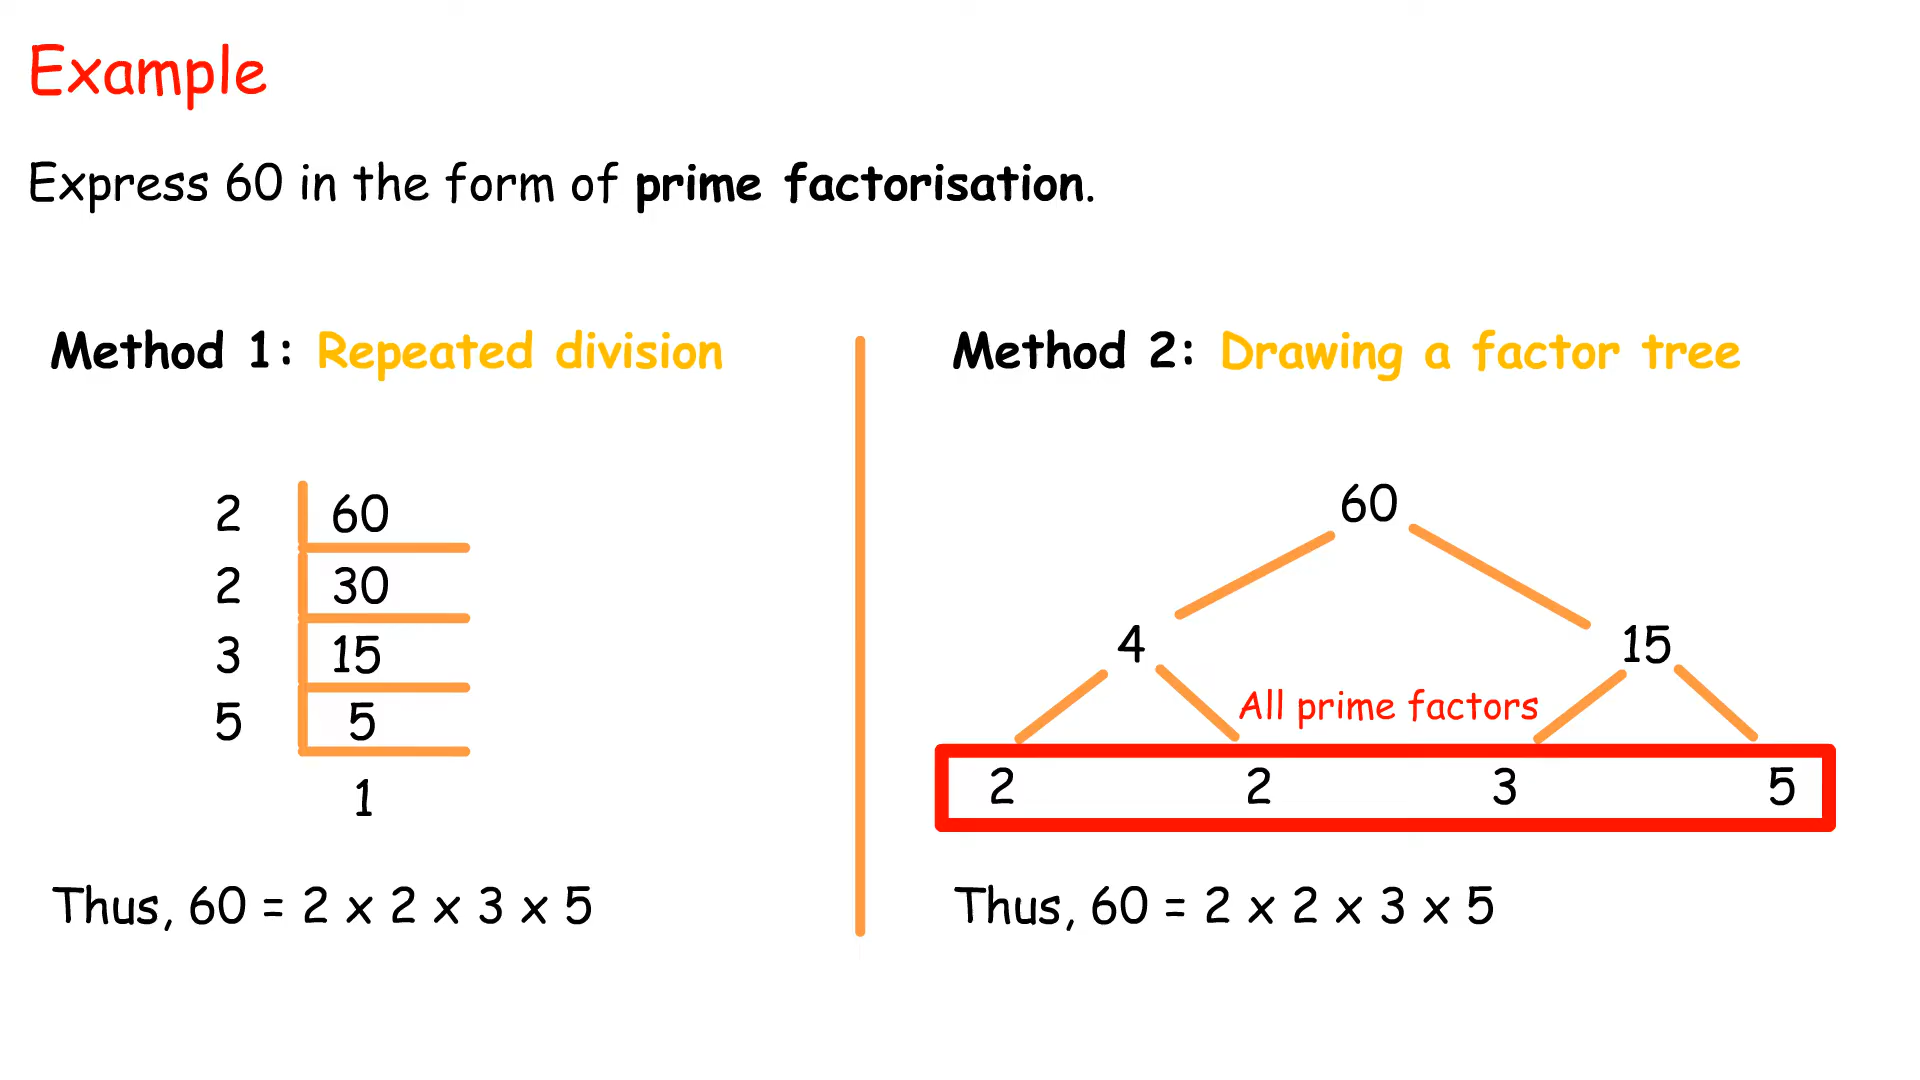 Example
Express 60 in the form of prime factorisation.
Method 1: Repeated division
2 60
2 30
3 15
5 5
1
Thus, 60 = 2 x 2 x 3 x 5
Method 2: Drawing a factor tree
60
4 15
All prime factors
2 2 3 5
Thus, 60 = 2 x 2 x 3 x 5